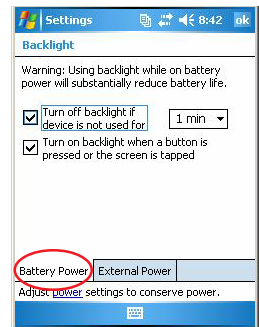 Settings 8:42 ok
Backlight
Warning: Using backlight while on battery
power will substantially reduce battery life.
Turn off backlight if
device is not used for 1 min
Turn on backlight when a button is
pressed or the screen is tapped
Battery Power External Power
Adjust power settings to conserve power.